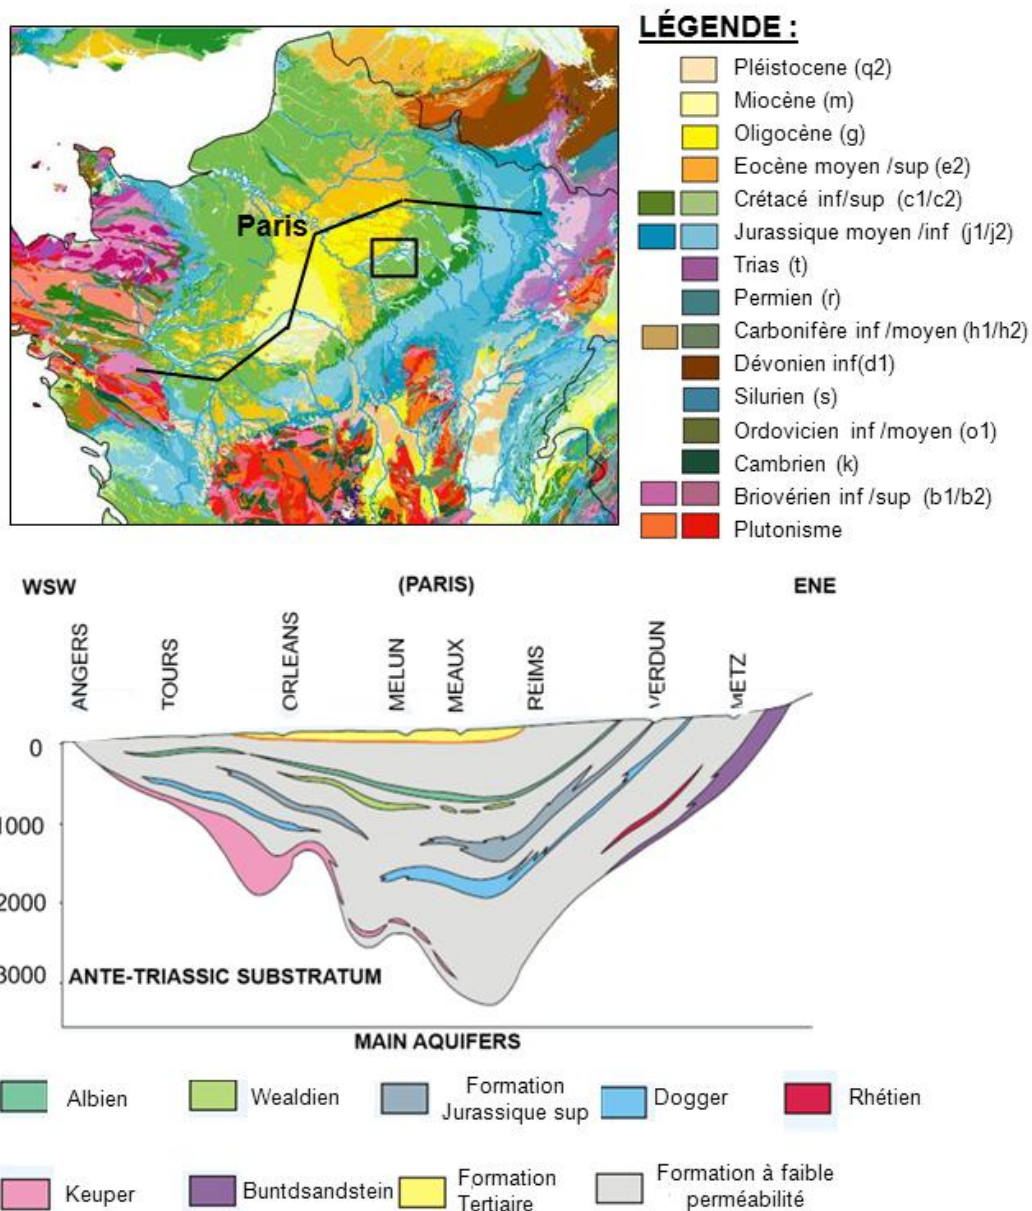 LÉGENDE :
Pléistocene (q2)
Miocène (m)
Oligocène (g)
Eocène moyen /sup (e2)
Crétacé inf/sup (c1/c2)
Jurassique moyen /inf (j1/j2)
Trias (t)
Permien (r)
Carbonifère inf /moyen (h1/h2)
Dévonien inf(d1)
Silurien (s)
Ordovicien inf /moyen (o1)
Cambrien (k)
Briovérien inf /sup (b1/b2)
Plutonisme
Paris
WSW
(PARIS)
ENE
ANGERS
TOURS
ORLEANS
MELUN
MEAUX
REIMS
VERDUN
METZ
0
1000
2000
3000
ANTE-TRIASSIC SUBSTRATUM
MAIN AQUIFERS
Albien
Wealdien
Formation
Jurassique sup
Dogger
Rhétien
Keuper
Buntdsandstein
Formation
Tertiaire
Formation à faible
perméabilité